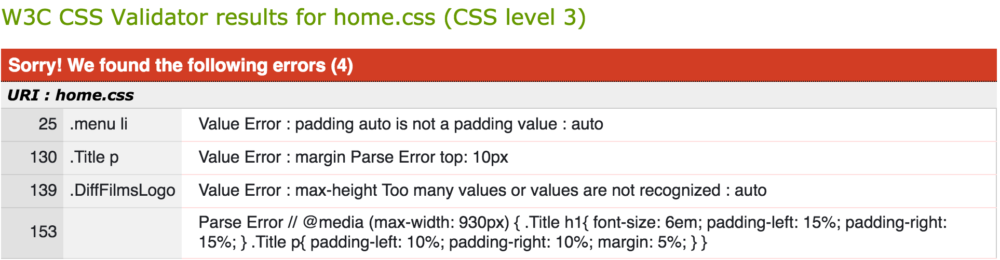 W3C CSS Validator results for home.css (CSS level 3)
Sorry! We found the following errors (4)
URI : home.css
25 .menu li Value Error : padding auto is not a padding value : auto
130 .Title p Value Error : margin Parse Error top: 10px
139 .DiffFilmsLogo Value Error : max-height Too many values or values are not recognized : auto
153 Parse Error // @media (max-width: 930px) { .Title h1{ font-size: 6em; padding-left: 15%; padding-right:
15%; } .Title p{ padding-left: 10%; padding-right: 10%; margin: 5%; } }